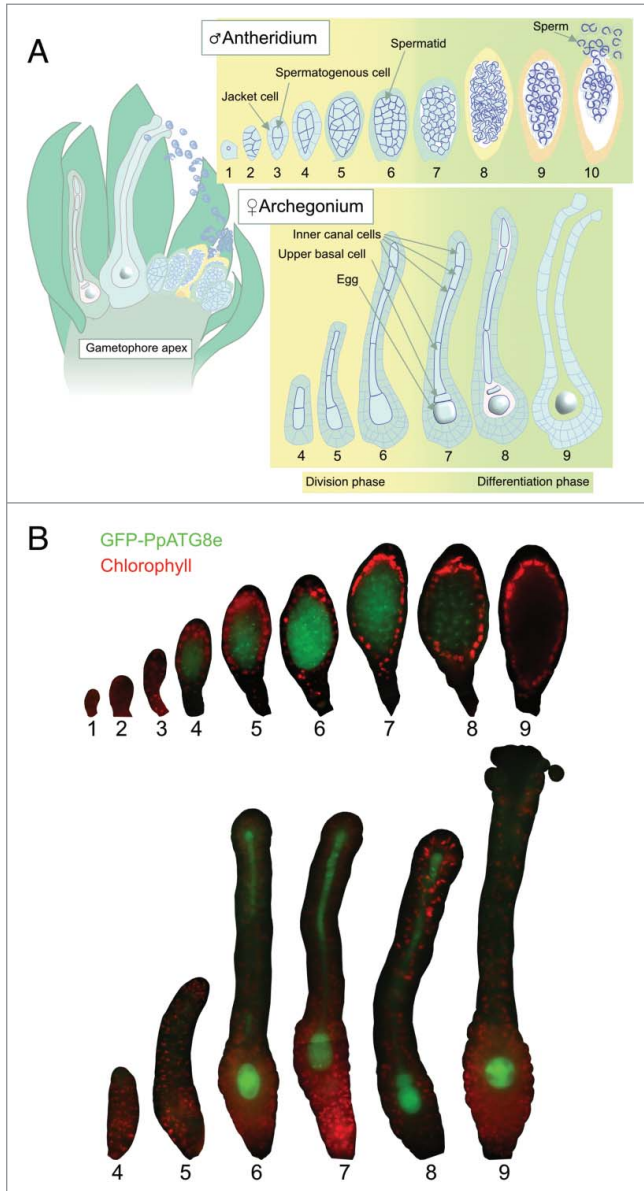 A
♂Antheridium
Sperm
Spermatid
Spermatogenous cell
Jacket cell
1 2 3 4 5 6 7 8 9 10
♀Archegonium
Inner canal cells
Upper basal cell
Egg
Gametophore apex
4 5 6 7 8 9
Division phase Differentiation phase
B
GFP-PpATG8e
Chlorophyll
1 2 3 4 5 6 7 8 9
4 5 6 7 8 9